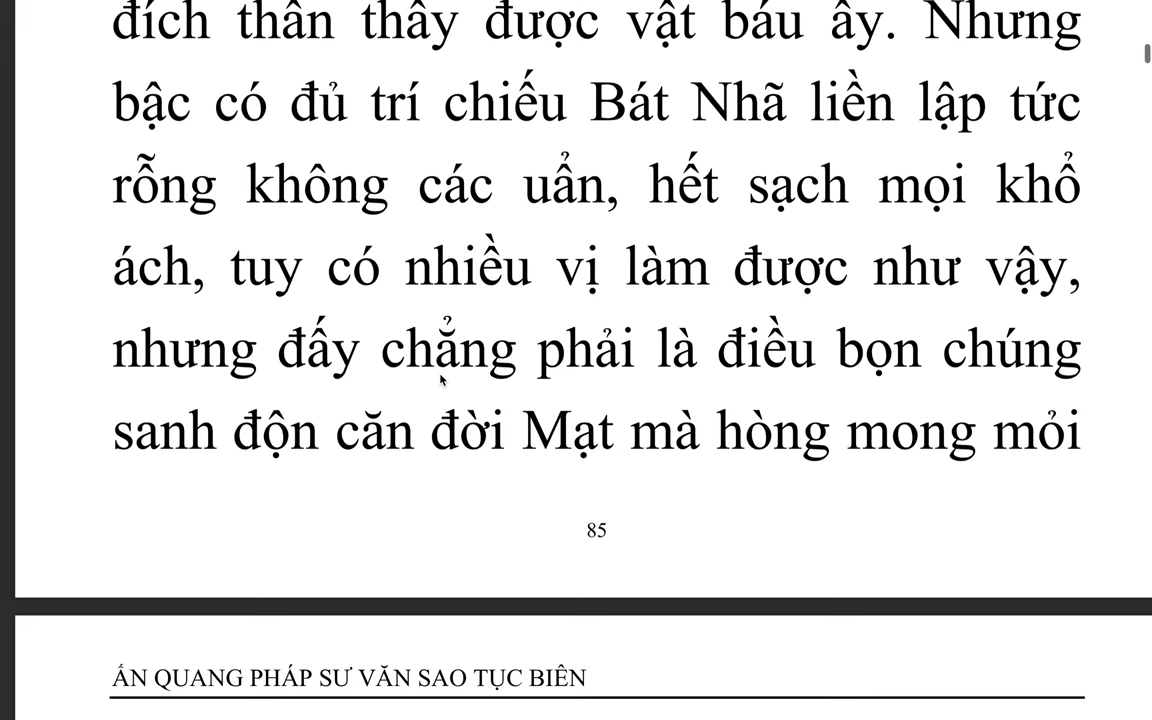 đích thân thấy được vật báu ấy. Nhưng
bậc có đủ trí chiếu Bát Nhã liền lập tức
rỗng không các uẩn, hết sạch mọi khổ
ách, tuy có nhiều vị làm được như vậy,
nhưng đấy chẳng phải là điều bọn chúng
sanh độn căn đời Mạt mà hòng mong mỏi
85
ẤN QUANG PHÁP SƯ VĂN SAO TỤC BIÊN